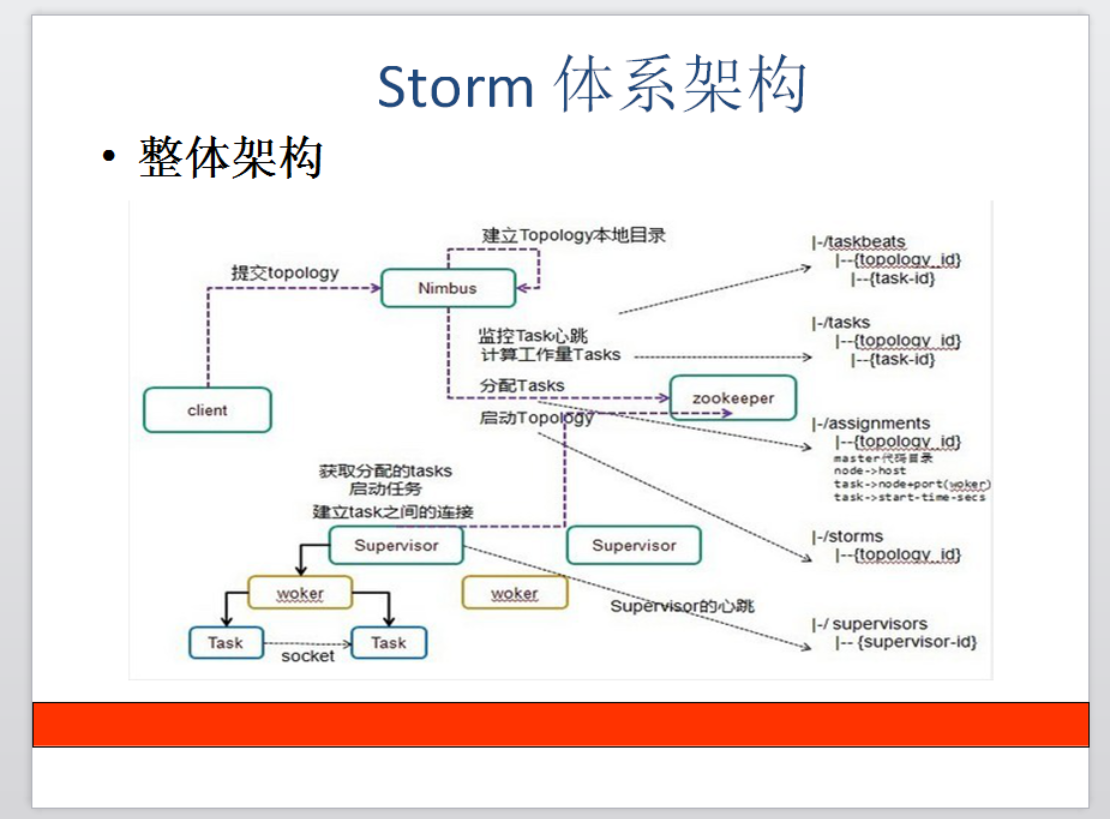 Storm 体系架构
• 整体架构
建立Topology本地目录
提交topology
Nimbus
监控Task心跳
计算工作量Tasks
分配Tasks
启动Topology
client
zookeeper
获取分配的tasks
启动任务
建立task之间的连接
Supervisor
Supervisor
woker
woker
Supervisor的心跳
Task
Task
socket
|-/taskbeats
|--{topology_id}
|--{task-id}
|-/tasks
|--{topology_id}
|--{task-id}
|-/assignments
|--{topology_id}
master代码目录
node->host
task->node+port(woker)
task->start-time-secs
|-/storms
|--{topology_id}
|-/ supervisors
|-- {supervisor-id}